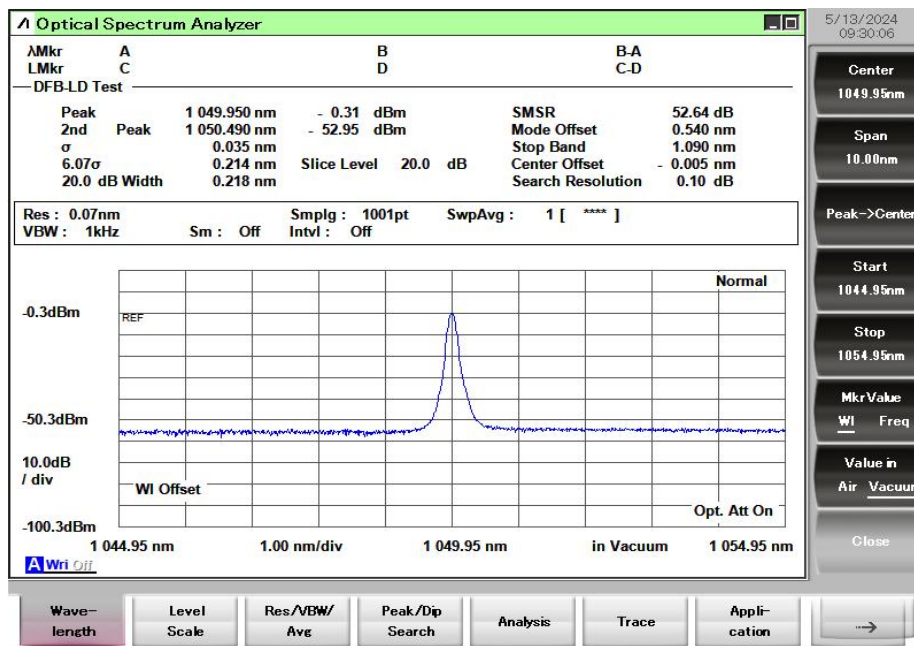 Optical Spectrum Analyzer
5/13/2024
09:30:06
λMkr A B B-A
LMkr C D C-D
DFB-LD Test
Peak 1 049.950 nm - 0.31 dBm SMSR 52.64 dB
2nd Peak 1 050.490 nm - 52.95 dBm Mode Offset 0.540 nm
σ 0.035 nm Stop Band 1.090 nm
6.07σ 0.214 nm Slice Level 20.0 dB Center Offset - 0.005 nm
20.0 dB Width 0.218 nm Search Resolution 0.10 dB
Res : 0.07nm Smplg : 1001pt SwpAvg : 1 [ **** ]
VBW : 1kHz Sm : Off Intvl : Off
Normal
-0.3dBm
REF
-50.3dBm
10.0dB
/ div
Wl Offset
Opt. Att On
-100.3dBm
1 044.95 nm 1.00 nm/div 1 049.95 nm in Vacuum 1 054.95 nm
A Wri Off
Center
1049.95nm
Span
10.00nm
Peak->Center
Start
1044.95nm
Stop
1054.95nm
MkrValue
Wl Freq
Value in
Air Vacuum
Close
Wave-
length
Level
Scale
Res/VBW/
Avg
Peak/Dip
Search
Analysis
Trace
Appli-
cation